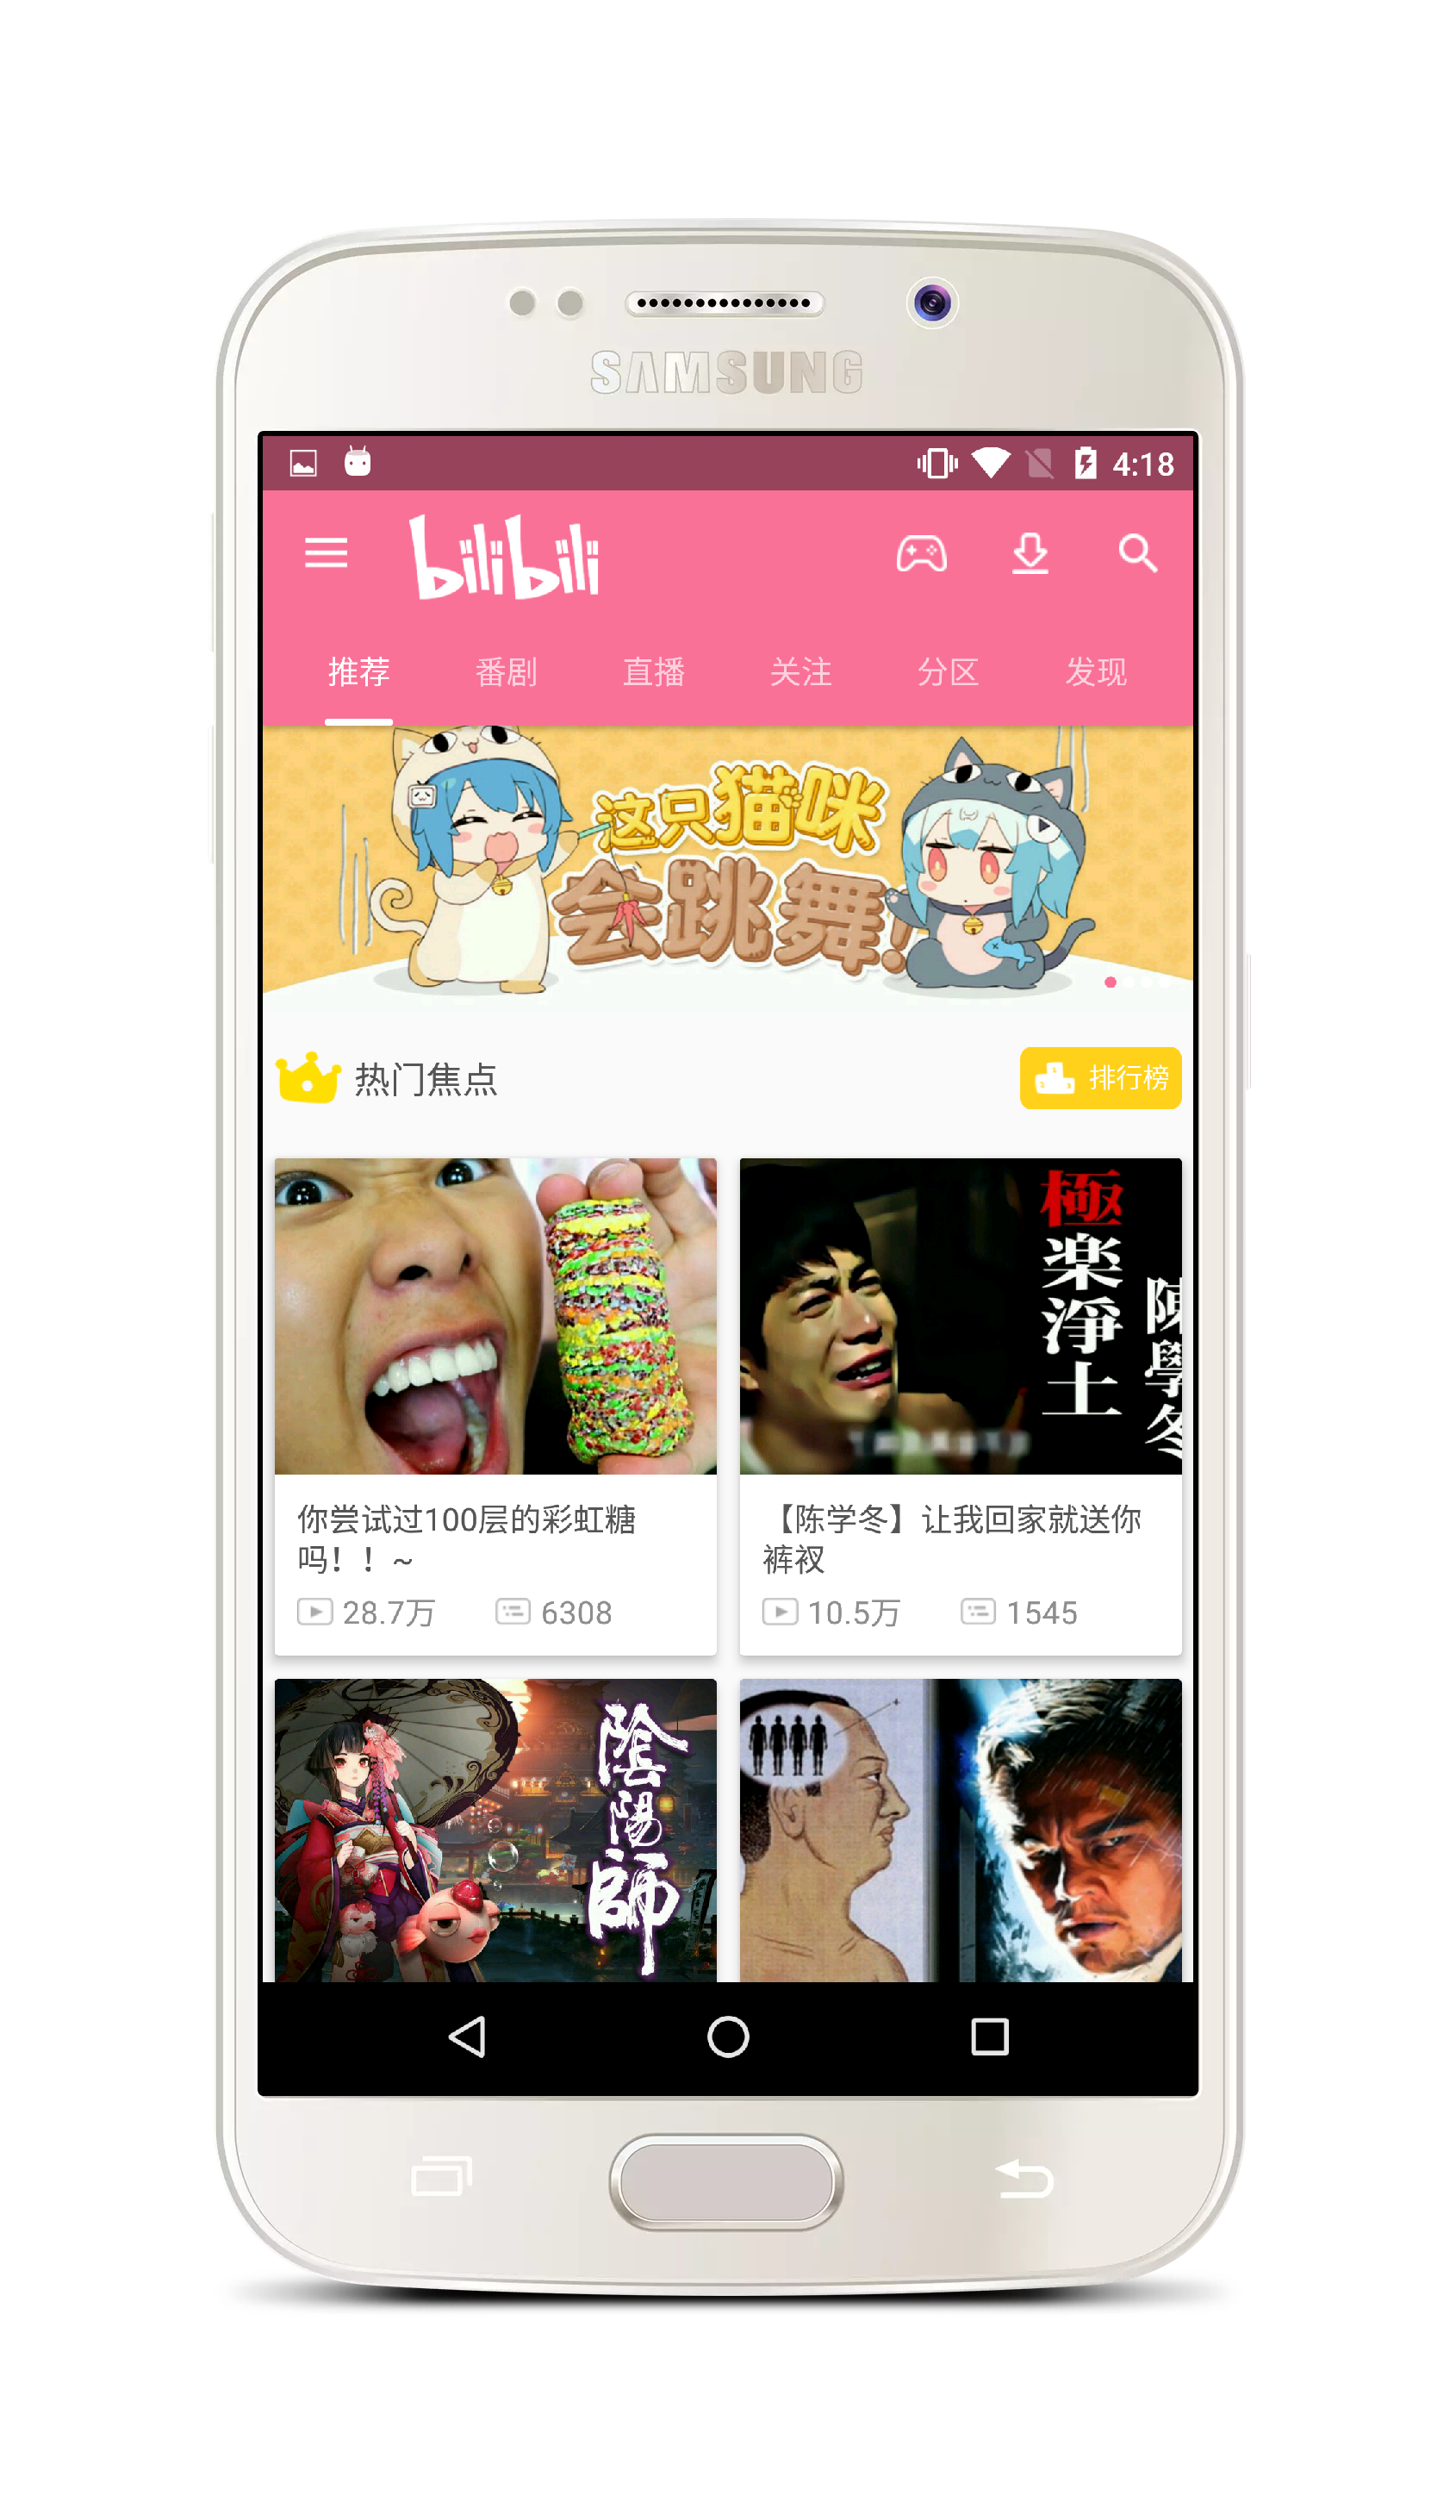 SAMSUNG
4:18
bilibili
推荐 番剧 直播 关注 分区 发现
这只猫咪
会跳舞!
热门焦点
排行榜
極楽淨土
陳學冬
你尝试过100层的彩虹糖
吗！！~
28.7万 6308
【陈学冬】让我回家就送你
裤衩
10.5万 1545
陰陽師